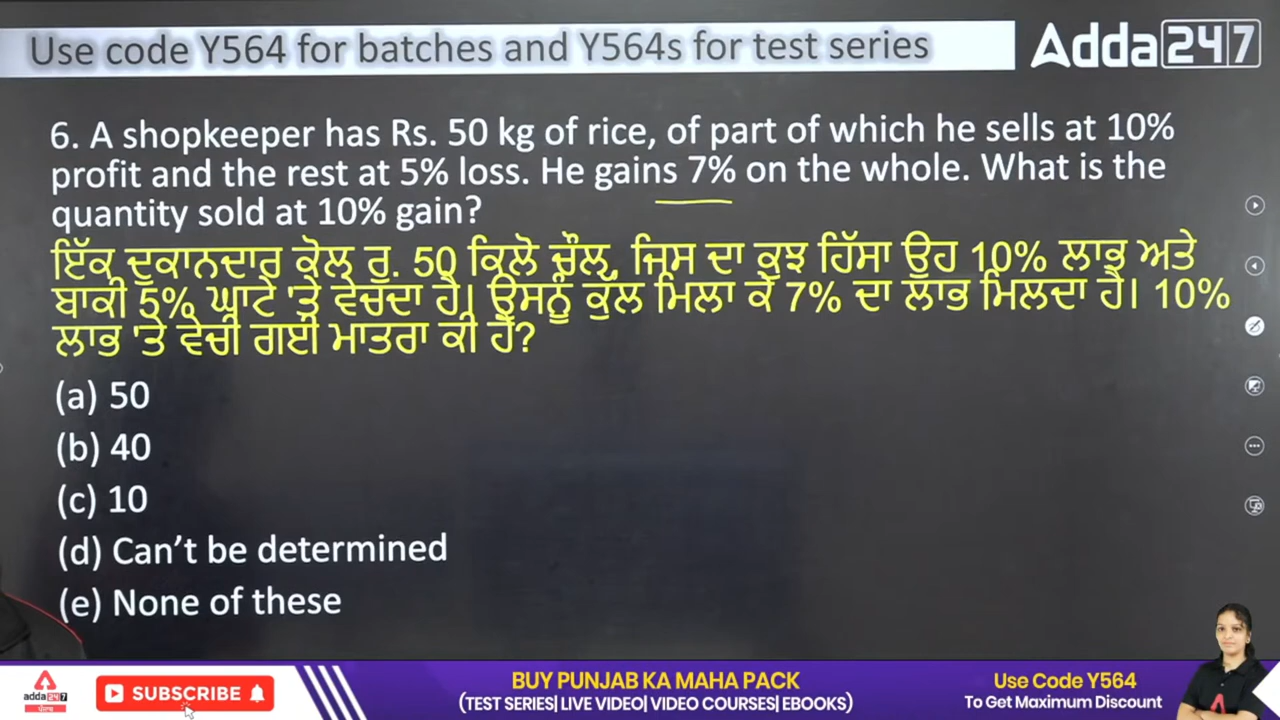 Use code Y564 for batches and Y564s for test series
Adda247
6. A shopkeeper has Rs. 50 kg of rice, of part of which he sells at 10%
profit and the rest at 5% loss. He gains 7% on the whole. What is the
quantity sold at 10% gain?
ਇੱਕ ਦੁਕਾਨਦਾਰ ਕੋਲ ਰੁ. 50 ਕਿਲੋ ਚੌਲ, ਜਿਸ ਦਾ ਕੁਝ ਹਿੱਸਾ ਉਹ 10% ਲਾਭ ਅਤੇ
ਬਾਕੀ 5% ਘਾਟੇ 'ਤੇ ਵੇਚਦਾ ਹੈ। ਉਸਨੂੰ ਕੁੱਲ ਮਿਲਾ ਕੇ 7% ਦਾ ਲਾਭ ਮਿਲਦਾ ਹੈ। 10%
ਲਾਭ 'ਤੇ ਵੇਚੀ ਗਈ ਮਾਤਰਾ ਕੀ ਹੈ?
(a) 50
(b) 40
(c) 10
(d) Can't be determined
(e) None of these
adda247
ਪੰਜਾਬ
SUBSCRIBE
BUY PUNJAB KA MAHA PACK
(TEST SERIES| LIVE VIDEO| VIDEO COURSES| EBOOKS)
Use Code Y564
To Get Maximum Discount